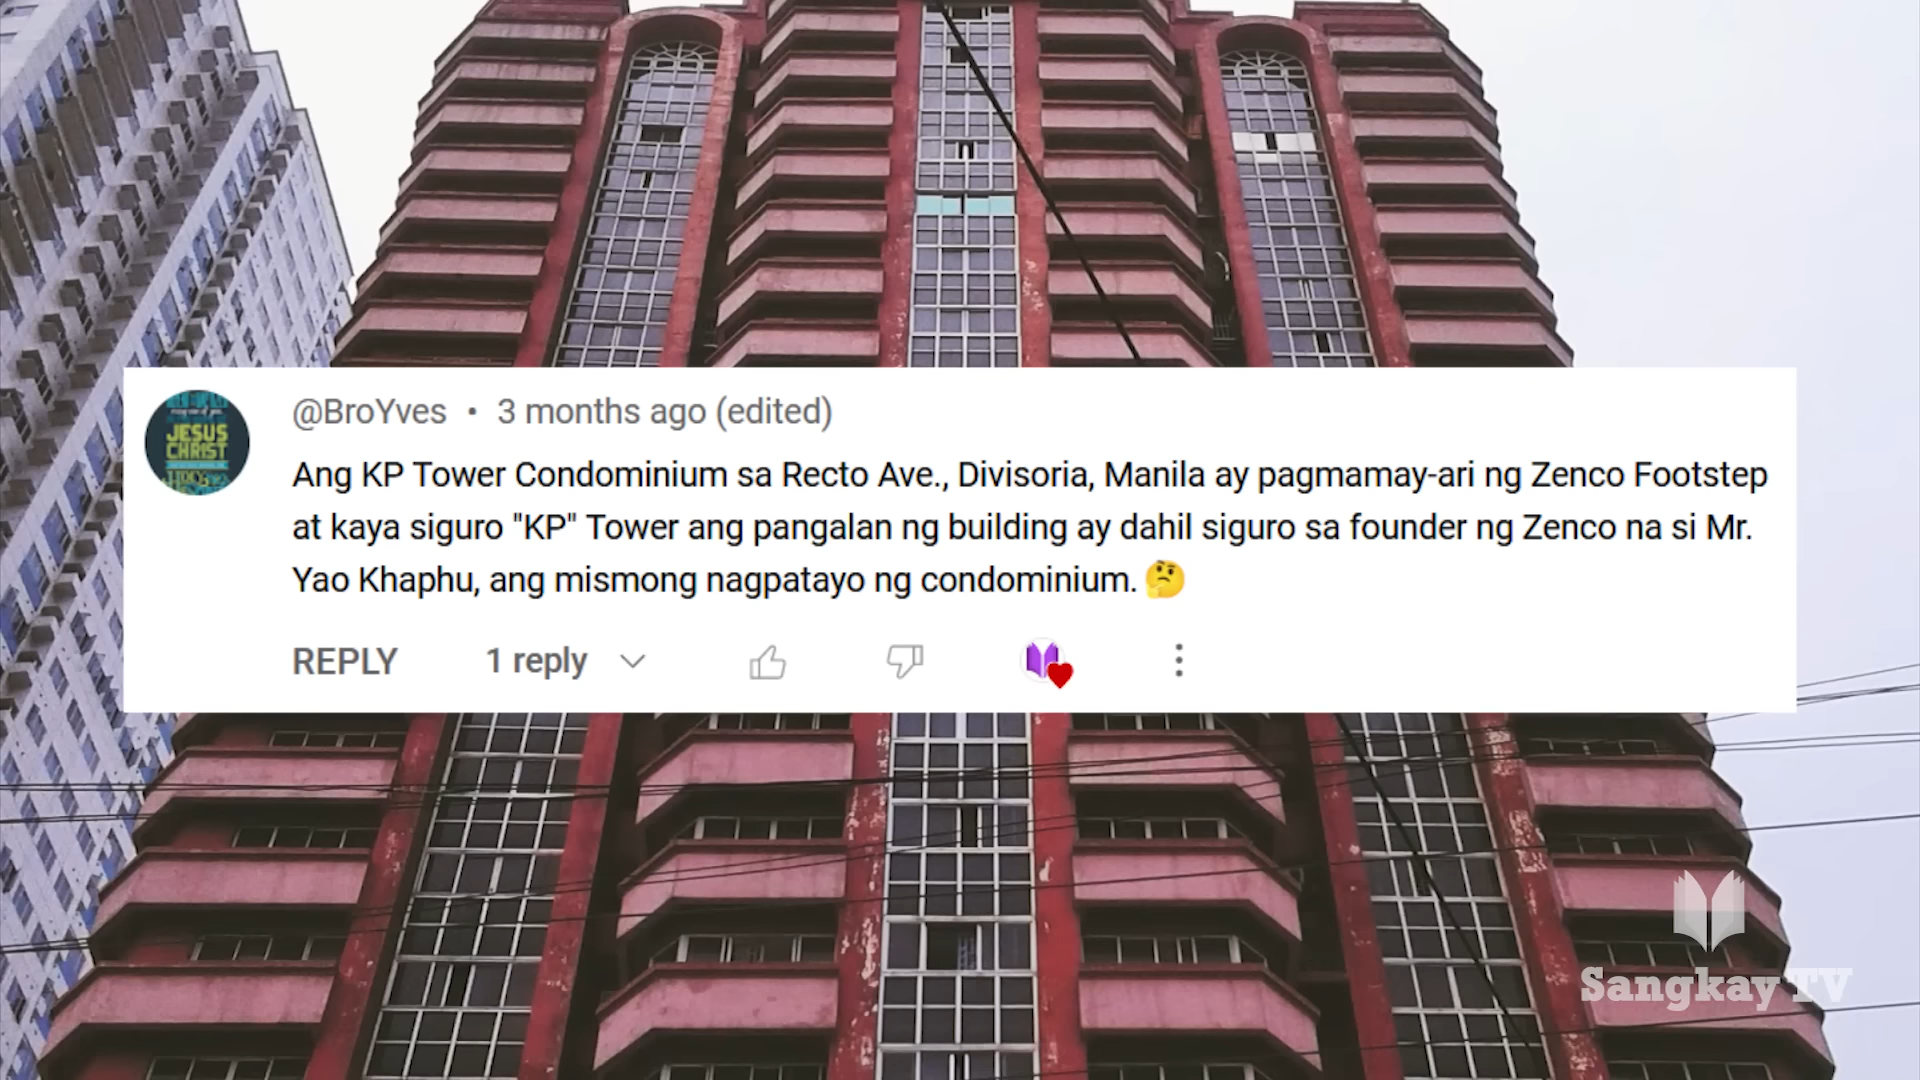 @BroYves • 3 months ago (edited)
Ang KP Tower Condominium sa Recto Ave., Divisoria, Manila ay pagmamay-ari ng Zenco Footstep
at kaya siguro "KP" Tower ang pangalan ng building ay dahil siguro sa founder ng Zenco na si Mr.
Yao Khaphu, ang mismong nagpatayo ng condominium. 🤔
REPLY 1 reply
JESUS
CHRIST
Sangkay TV